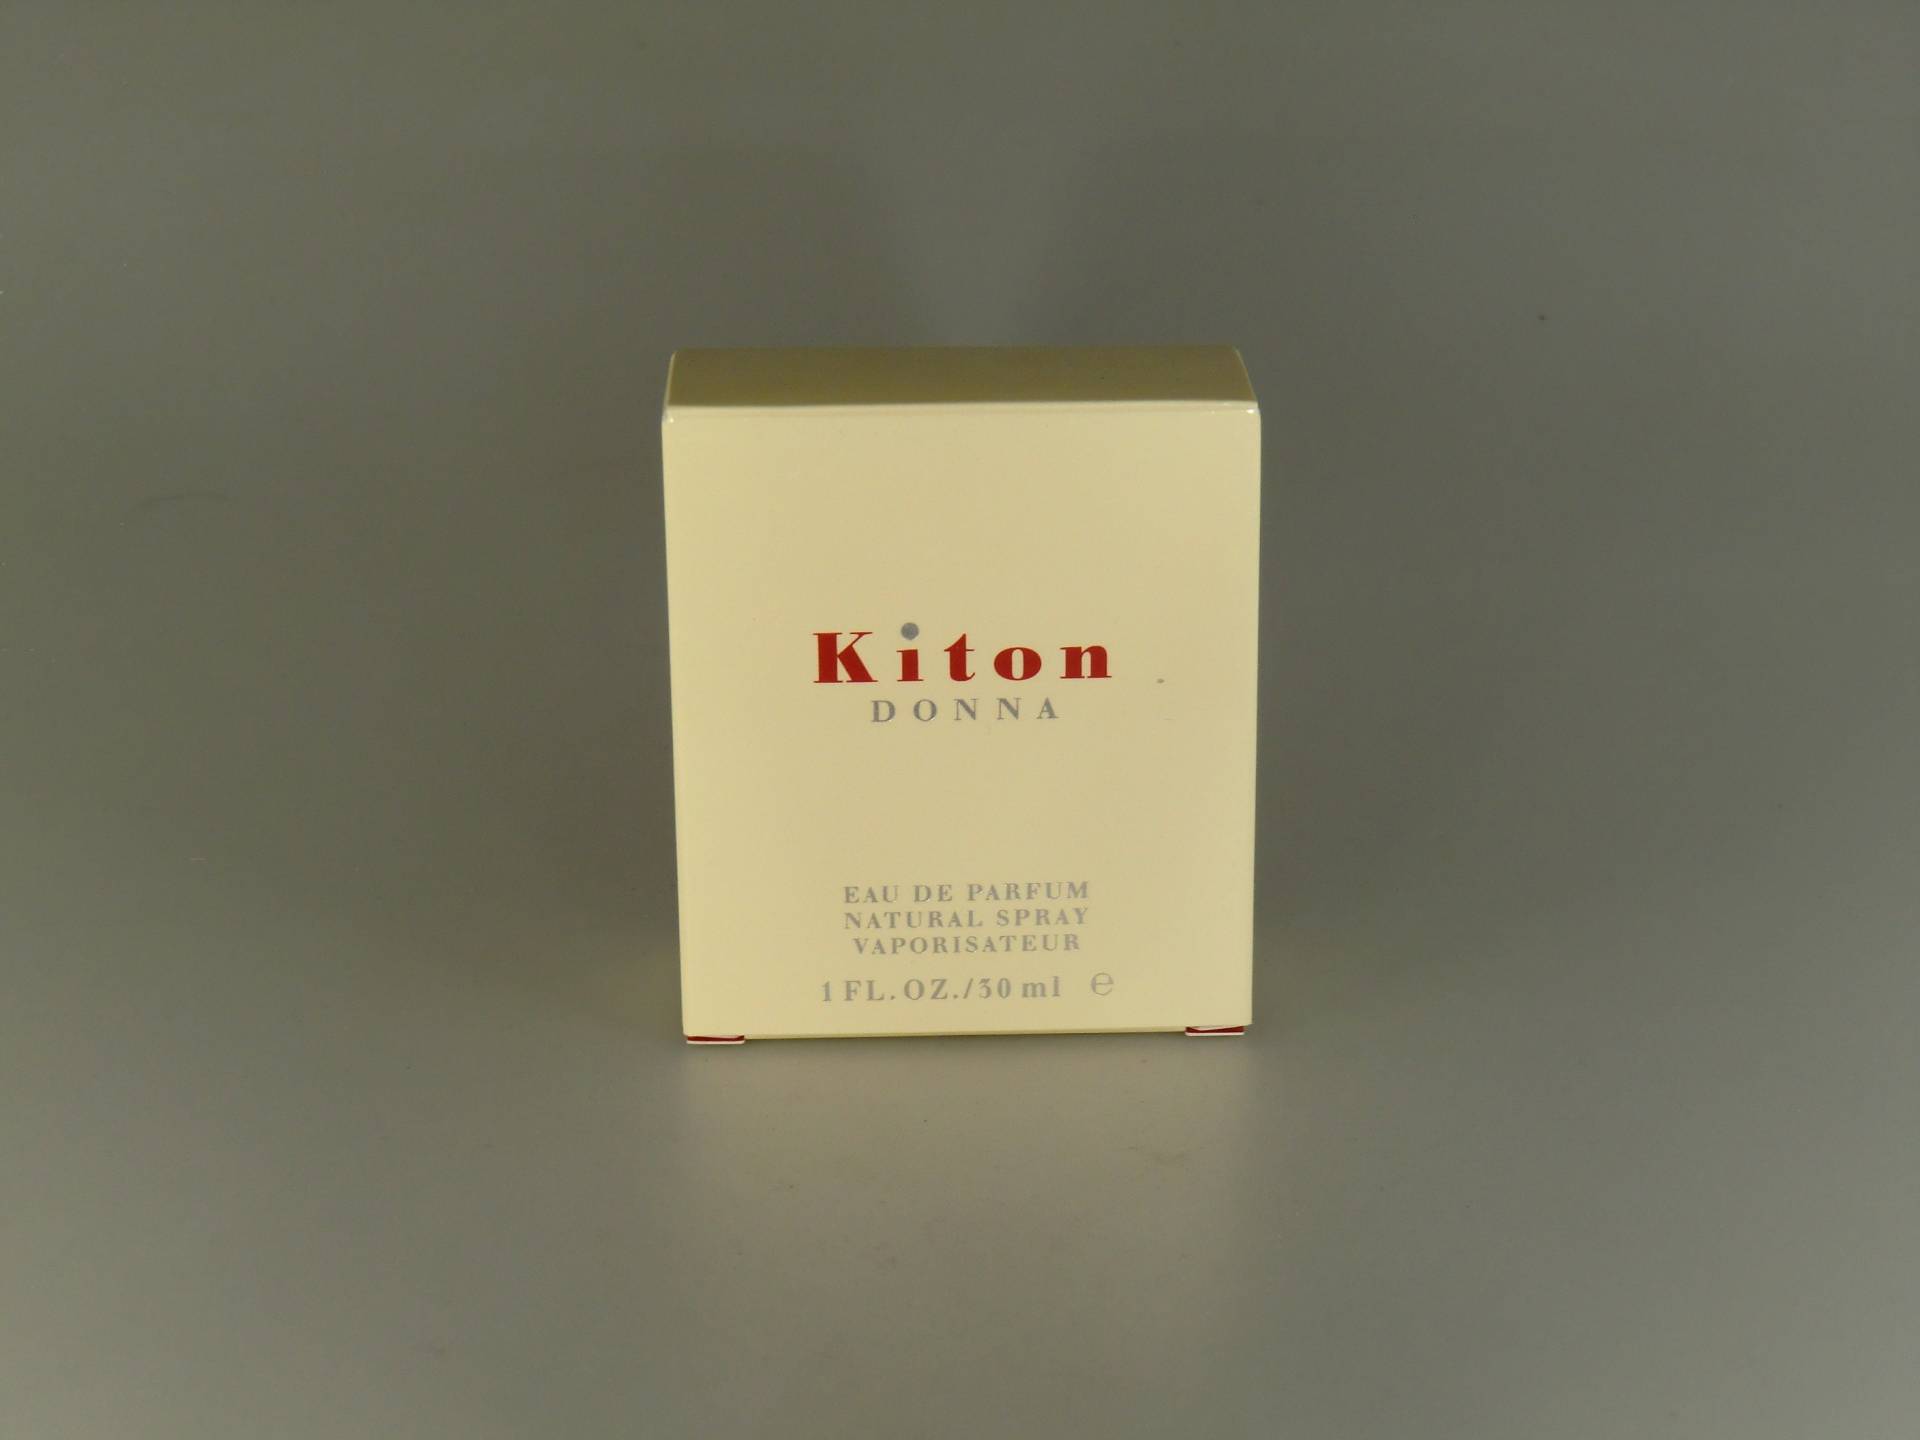 Kiton
DONNA
EAU DE PARFUM
NATURAL SPRAY
VAPORISATEUR
1 FL.OZ./30 ml ℮